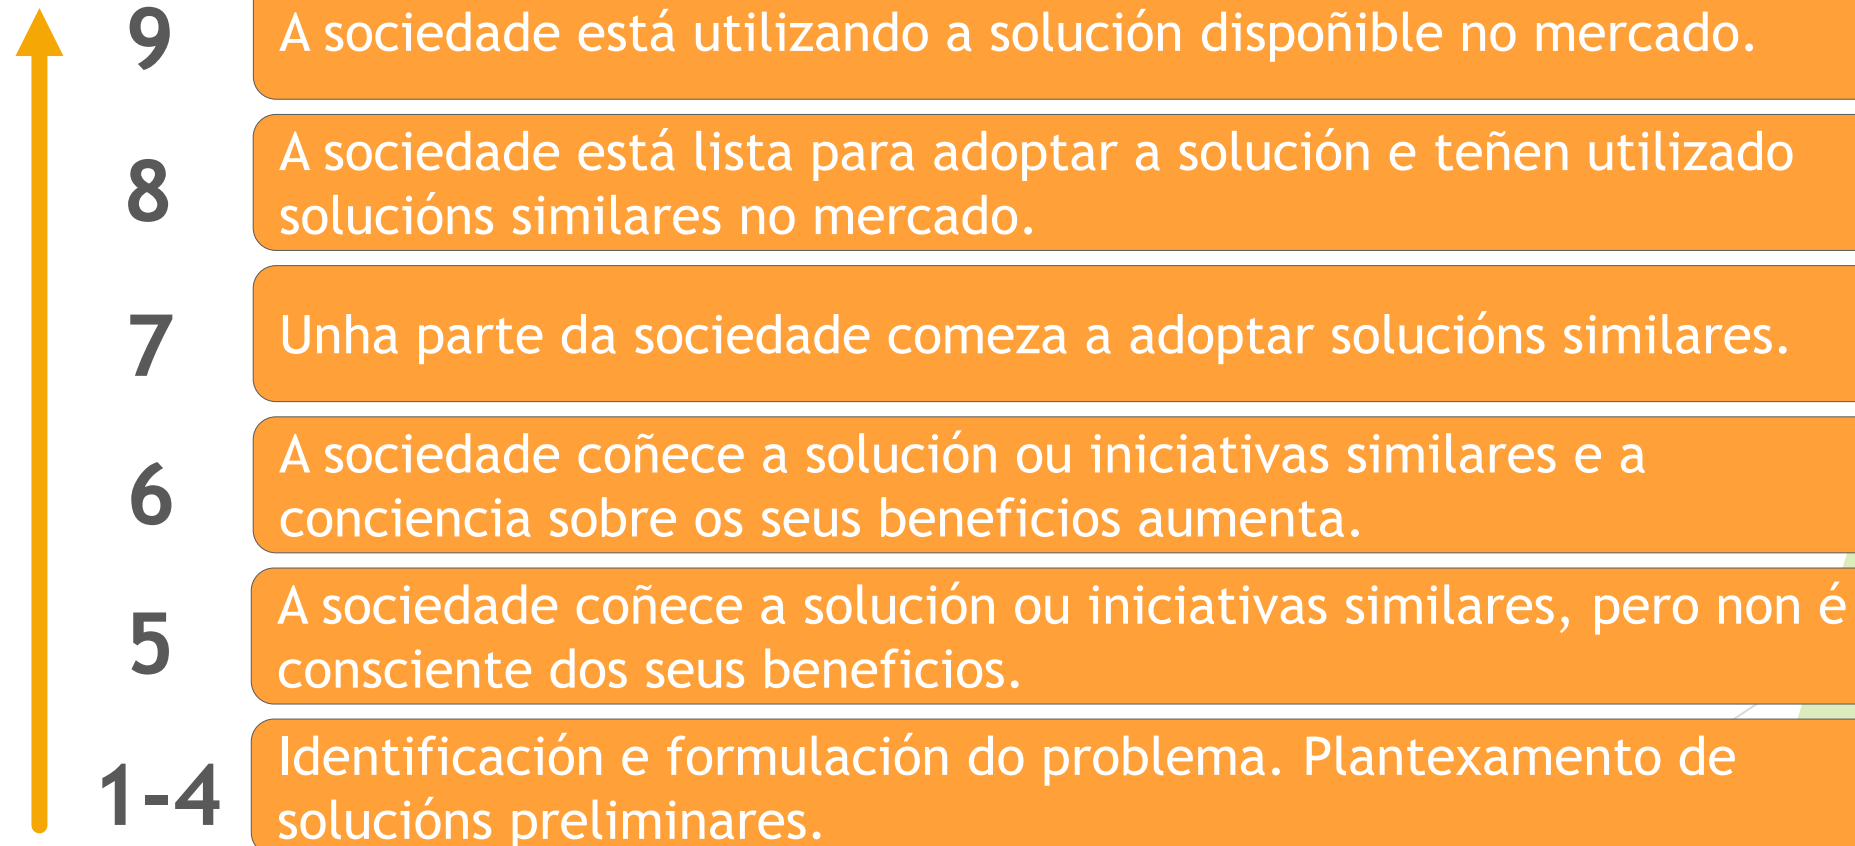 9
A sociedade está utilizando a solución dispoñible no mercado.
8
A sociedade está lista para adoptar a solución e teñen utilizado
solucións similares no mercado.
7
Unha parte da sociedade comeza a adoptar solucións similares.
6
A sociedade coñece a solución ou iniciativas similares e a
conciencia sobre os seus beneficios aumenta.
5
A sociedade coñece a solución ou iniciativas similares, pero non é
consciente dos seus beneficios.
1-4
Identificación e formulación do problema. Plantexamento de
solucións preliminares.